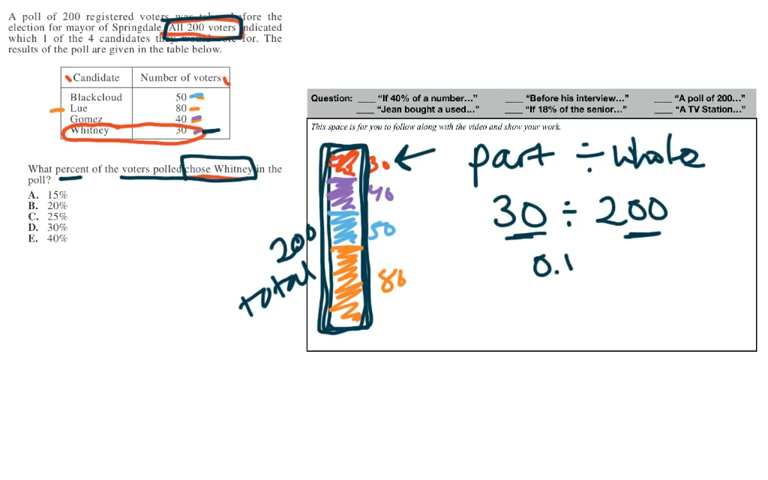 A poll of 200 registered voters was taken before the
election for mayor of Springdale. All 200 voters indicated
which 1 of the 4 candidates they would vote for. The
results of the poll are given in the table below.
Candidate Number of voters
Blackcloud 50
Lue 80
Gomez 40
Whitney 30
What percent of the voters polled chose Whitney in the
poll?
A. 15%
B. 20%
C. 25%
D. 30%
E. 40%
Question: ___ "If 40% of a number..." ___ "Before his interview..." ___ "A poll of 200..."
___ "Jean bought a used..." ___ "If 18% of the senior..." ___ "A TV Station..."
This space is for you to follow along with the video and show your work.
30
40
50
80
200
total
part ÷ whole
30 ÷ 200
0.1